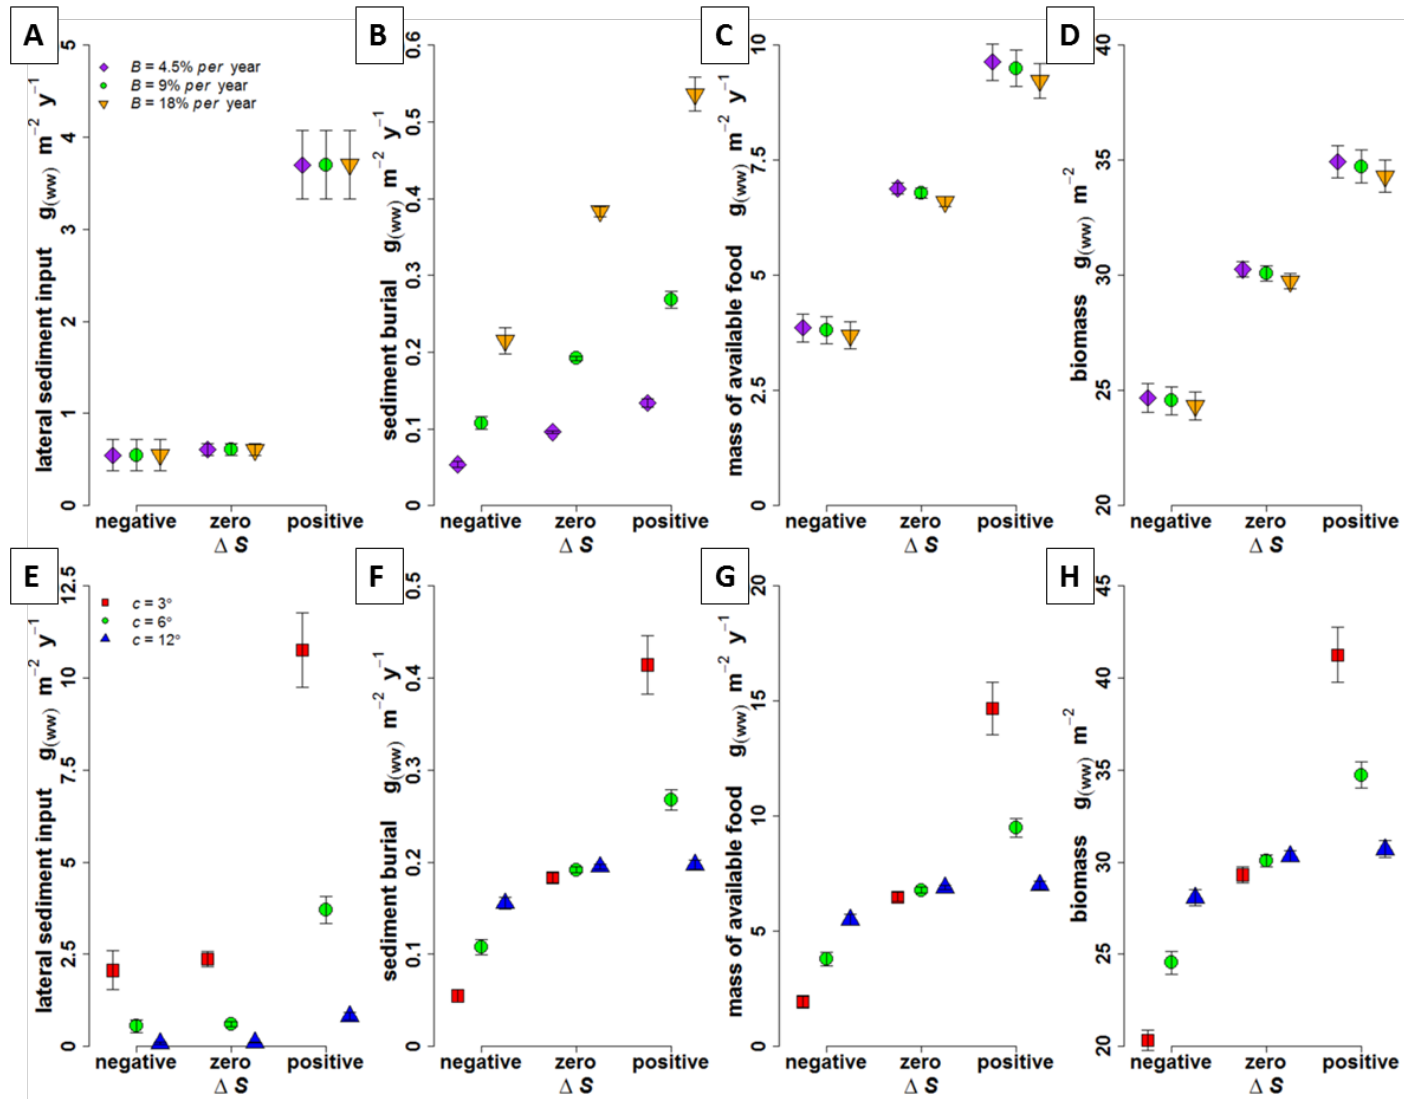 A
lateral sediment input g(ww) m−2 y−1
0 1 2 3 4 5
B = 4.5% per year
B = 9% per year
B = 18% per year
negative zero positive
Δ S
B
sediment burial g(ww) m−2 y−1
0 0.1 0.2 0.3 0.4 0.5 0.6
negative zero positive
Δ S
C
mass of available food g(ww) m−2 y−1
0 2.5 5 7.5 10
negative zero positive
Δ S
D
biomass g(ww) m−2
20 25 30 35 40
negative zero positive
Δ S
E
lateral sediment input g(ww) m−2 y−1
0 2.5 5 7.5 10 12.5
c = 3°
c = 6°
c = 12°
negative zero positive
Δ S
F
sediment burial g(ww) m−2 y−1
0 0.1 0.2 0.3 0.4 0.5
negative zero positive
Δ S
G
mass of available food g(ww) m−2 y−1
0 5 10 15 20
negative zero positive
Δ S
H
biomass g(ww) m−2
20 25 30 35 40 45
negative zero positive
Δ S